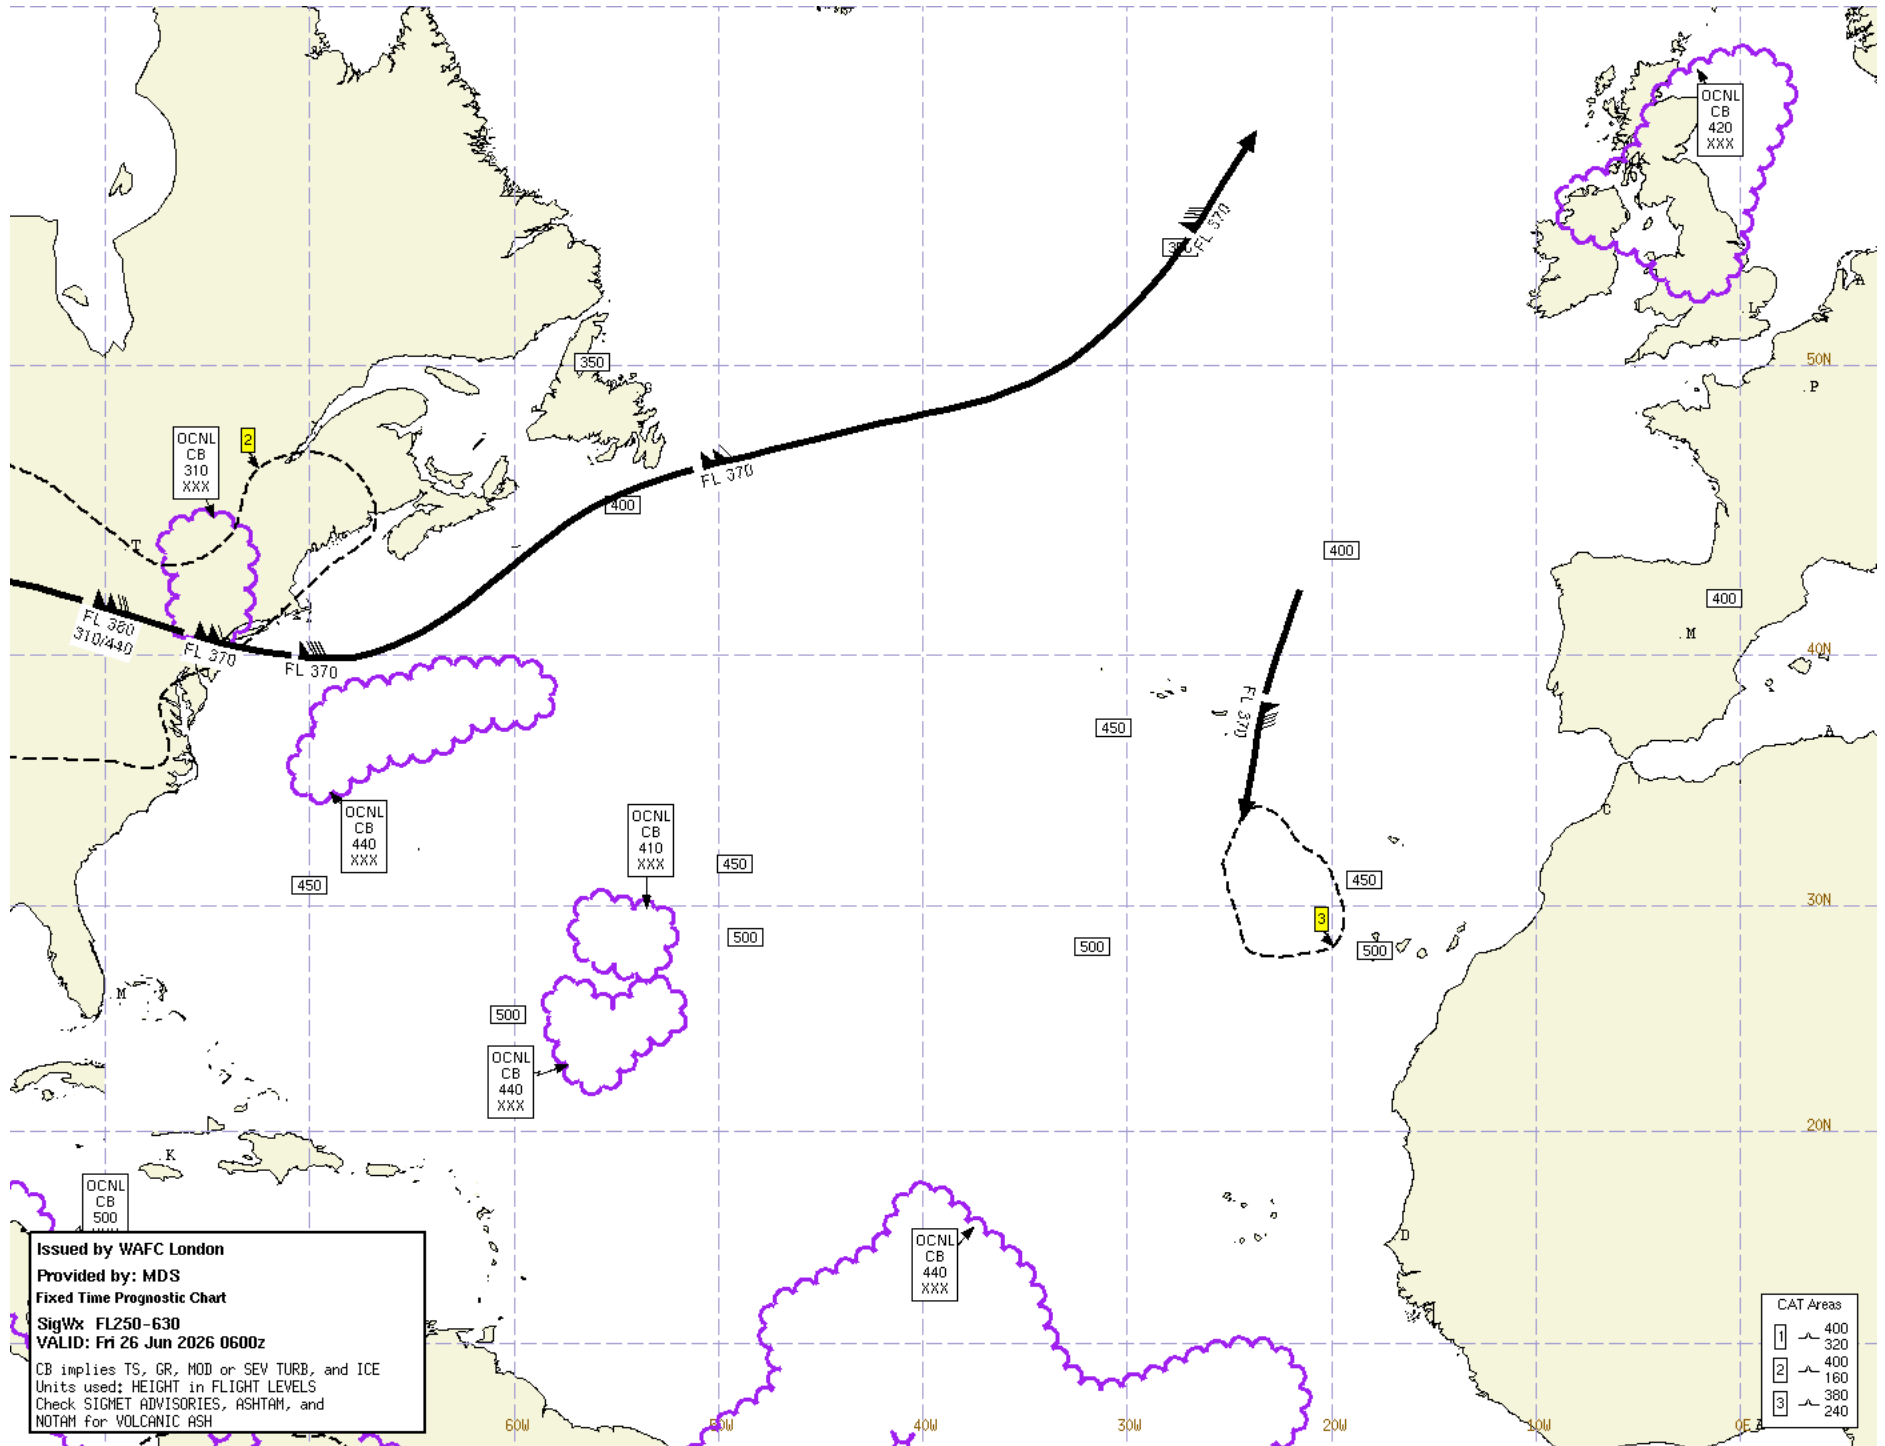 OCNL
CB
420
XXX
S
K
FL 370
A
L
350
50N
P
S
2
OCNL
CB
310
XXX
FL 370
400
T
400
400
FL 380
310/440
FL 370
FL 370
M
40N
FL 370
450
A
OCNL
CB
440
XXX
OCNL
CB
410
XXX
C
450
450
450
30N
3
500
500
500
M
500
OCNL
CB
440
XXX
20N
K
OCNL
CB
500
D
OCNL
CB
440
XXX
Issued by WAFC London
Provided by: MDS
Fixed Time Prognostic Chart
SigWx FL250-630
VALID: Fri 26 Jun 2026 0600z
CB implies TS, GR, MOD or SEV TURB, and ICE
Units used: HEIGHT in FLIGHT LEVELS
Check SIGMET ADVISORIES, ASHTAM, and
NOTAM for VOLCANIC ASH
CAT Areas
1 400
320
2 400
160
3 380
240
60W 50W 40W 30W 20W 10W 0E